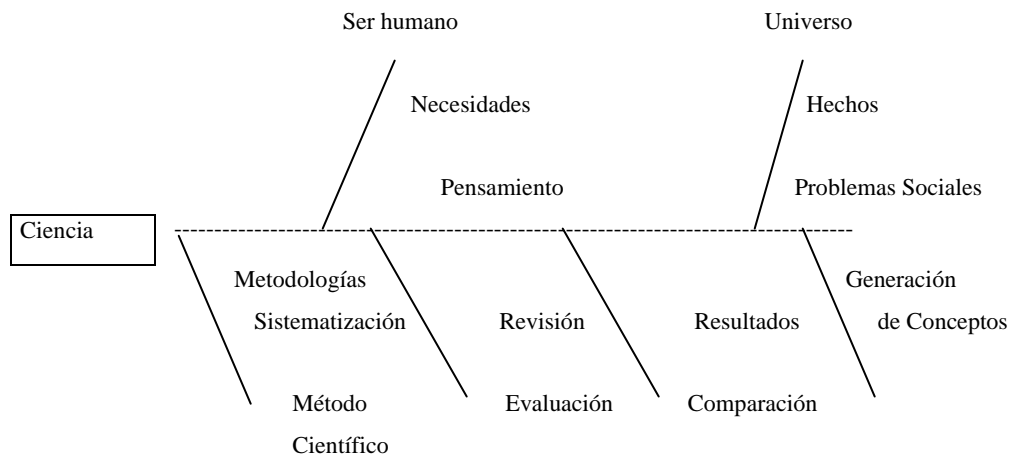 Ser humano
Universo
Necesidades
Hechos
Pensamiento
Problemas Sociales
Ciencia
Metodologías
Generación
Sistematización
Revisión
Resultados
de Conceptos
Método
Evaluación
Comparación
Científico